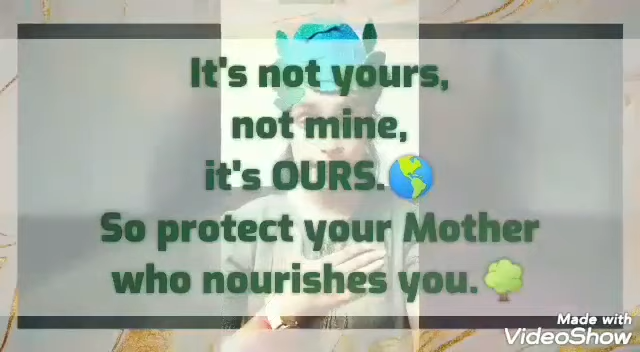 It's not yours,
not mine,
it's OURS.🌎
So protect your Mother
who nourishes you.🌳
Made with
VideoShow